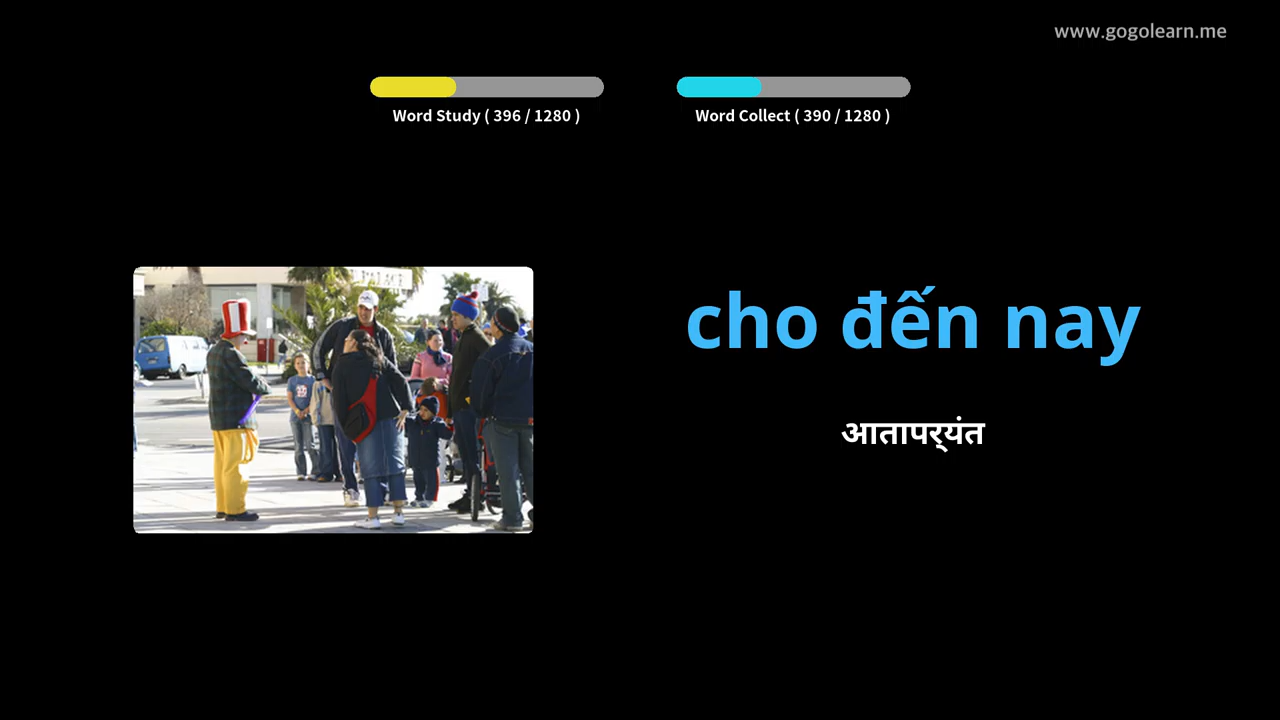 www.gogolearn.me
Word Study ( 396 / 1280 )
Word Collect ( 390 / 1280 )
cho đến nay
आतापर्यंत